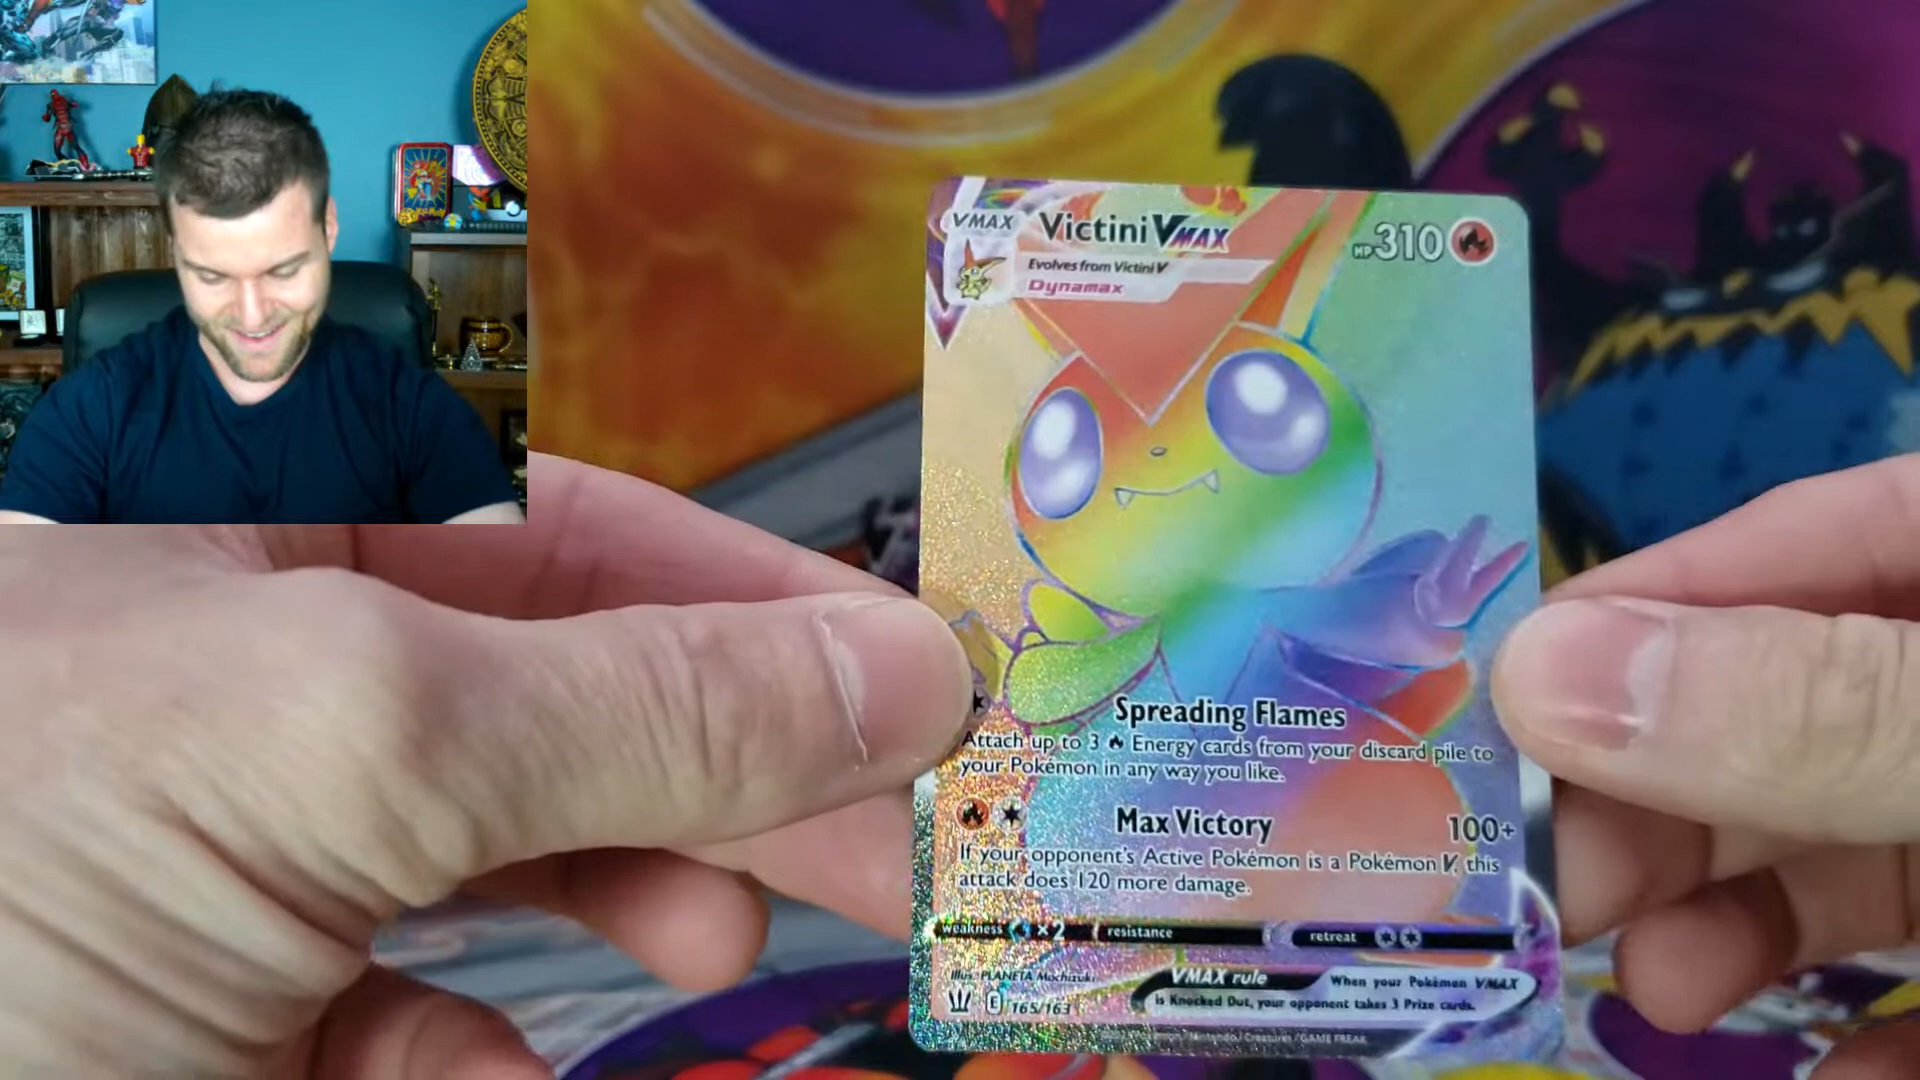 VMAX
Victini VMAX
HP 310
Evolves from Victini V
Dynamax
Spreading Flames
Attach up to 3 Energy cards from your discard pile to
your Pokémon in any way you like.
Max Victory 100+
If your opponent's Active Pokémon is a Pokémon V, this
attack does 120 more damage.
weakness ×2 resistance retreat
Illus. PLANETA Mochizuki
VMAX rule When your Pokémon VMAX
is Knocked Out, your opponent takes 3 Prize cards.
E 165/163
Nintendo / Creatures / GAME FREAK